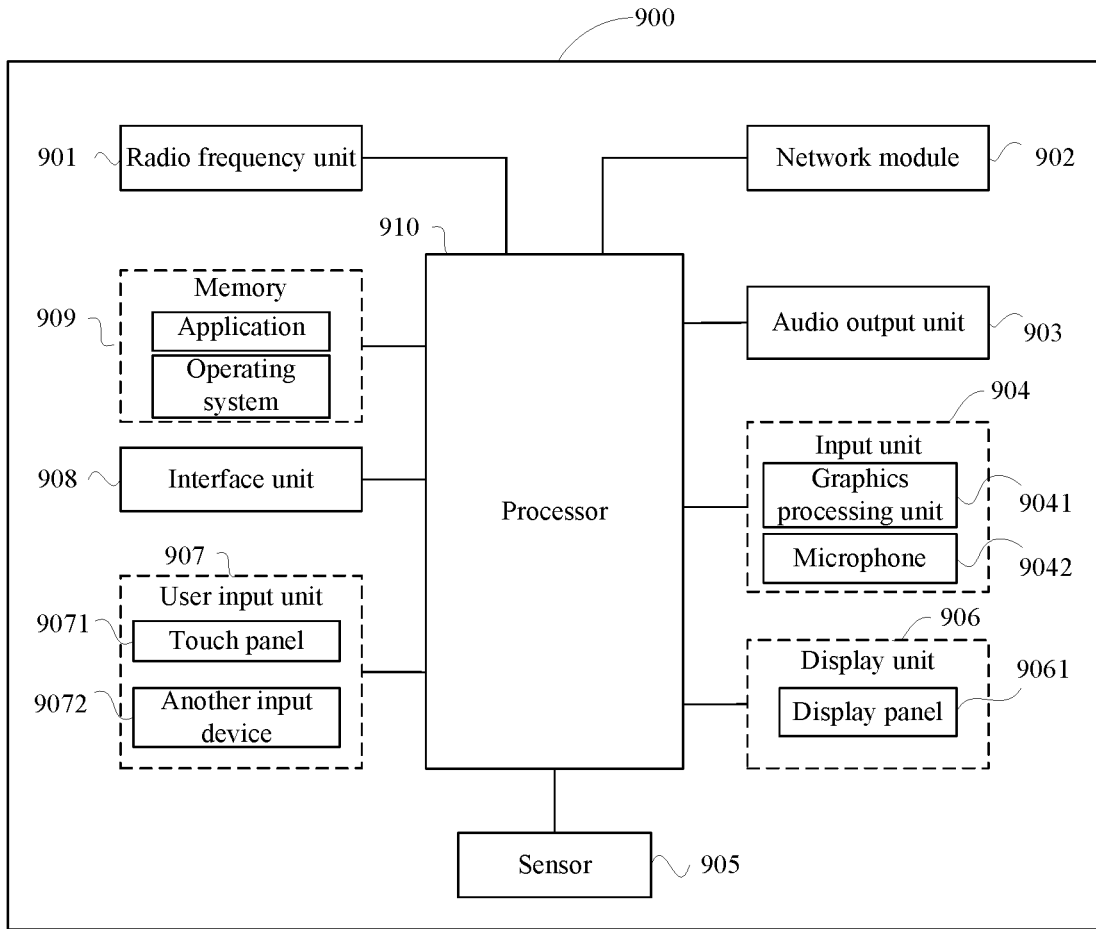 900
901
Radio frequency unit
Network module
902
910
Memory
909
Application
Operating
system
Audio output unit
903
904
908
Interface unit
Input unit
Graphics
processing unit
9041
Microphone
9042
Processor
907
User input unit
9071
Touch panel
9072
Another input
device
906
Display unit
9061
Display panel
Sensor
905